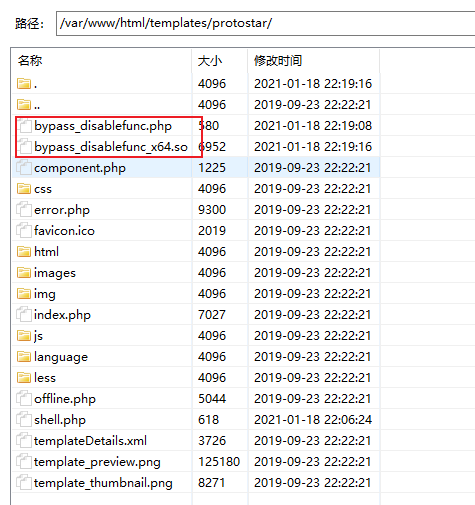 路径: /var/www/html/templates/protostar/
名称 大小 修改时间
. 4096 2021-01-18 22:19:16
.. 4096 2019-09-23 22:22:21
bypass_disablefunc.php 580 2021-01-18 22:19:08
bypass_disablefunc_x64.so 6952 2021-01-18 22:19:16
component.php 1225 2019-09-23 22:22:21
css 4096 2019-09-23 22:22:21
error.php 9300 2019-09-23 22:22:21
favicon.ico 2019 2019-09-23 22:22:21
html 4096 2019-09-23 22:22:21
images 4096 2019-09-23 22:22:21
img 4096 2019-09-23 22:22:21
index.php 7027 2019-09-23 22:22:21
js 4096 2019-09-23 22:22:21
language 4096 2019-09-23 22:22:21
less 4096 2019-09-23 22:22:21
offline.php 5044 2019-09-23 22:22:21
shell.php 618 2021-01-18 22:06:24
templateDetails.xml 3726 2019-09-23 22:22:21
template_preview.png 125180 2019-09-23 22:22:21
template_thumbnail.png 8271 2019-09-23 22:22:21